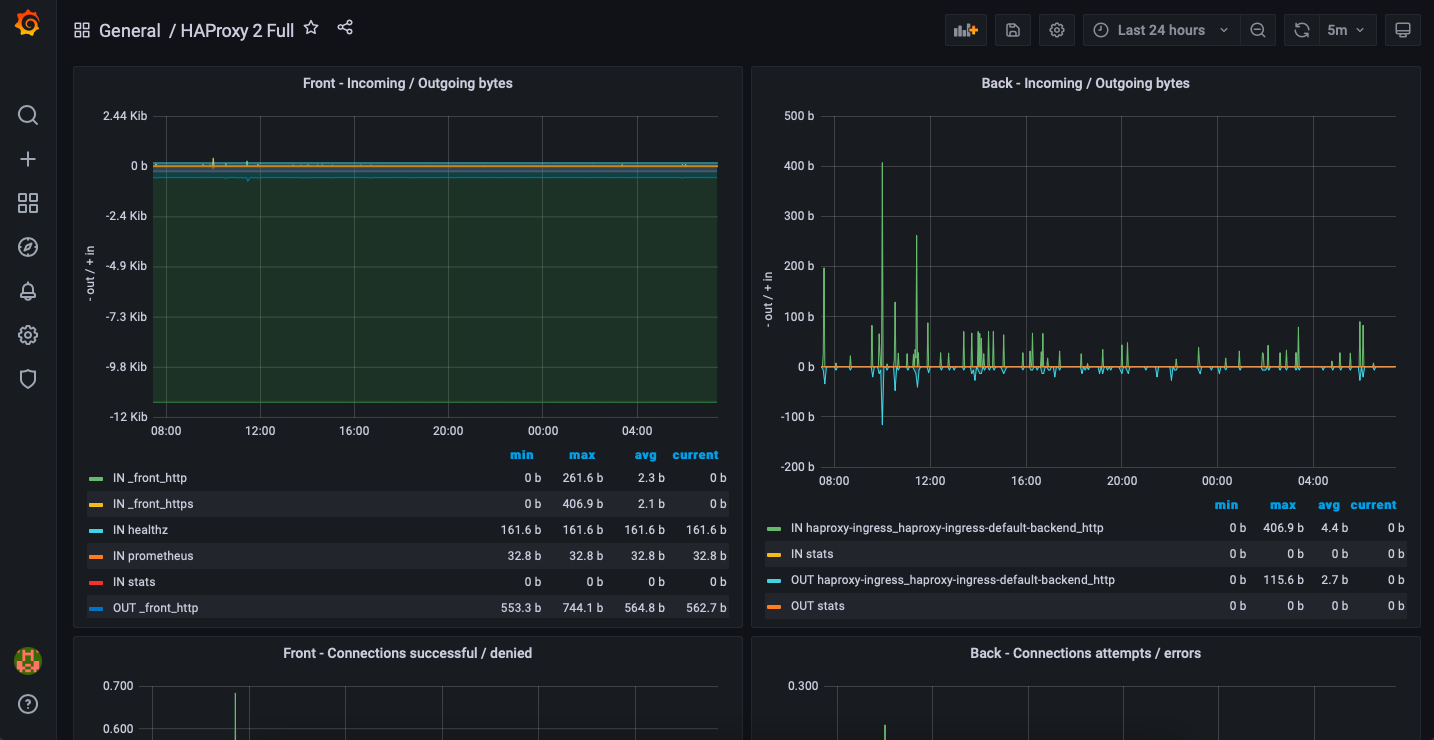 General / HAProxy 2 Full
Last 24 hours
5m
Front - Incoming / Outgoing bytes
- out / + in
2.44 Kib
0 b
-2.4 Kib
-4.9 Kib
-7.3 Kib
-9.8 Kib
-12 Kib
08:00 12:00 16:00 20:00 00:00 04:00
min max avg current
IN _front_http 0 b 261.6 b 2.3 b 0 b
IN _front_https 0 b 406.9 b 2.1 b 0 b
IN healthz 161.6 b 161.6 b 161.6 b 161.6 b
IN prometheus 32.8 b 32.8 b 32.8 b 32.8 b
IN stats 0 b 0 b 0 b 0 b
OUT _front_http 553.3 b 744.1 b 564.8 b 562.7 b
Back - Incoming / Outgoing bytes
- out / + in
500 b
400 b
300 b
200 b
100 b
0 b
-100 b
-200 b
08:00 12:00 16:00 20:00 00:00 04:00
min max avg current
IN haproxy-ingress_haproxy-ingress-default-backend_http 0 b 406.9 b 4.4 b 0 b
IN stats 0 b 0 b 0 b 0 b
OUT haproxy-ingress_haproxy-ingress-default-backend_http 0 b 115.6 b 2.7 b 0 b
OUT stats 0 b 0 b 0 b 0 b
Front - Connections successful / denied
0.700
0.600
Back - Connections attempts / errors
0.300